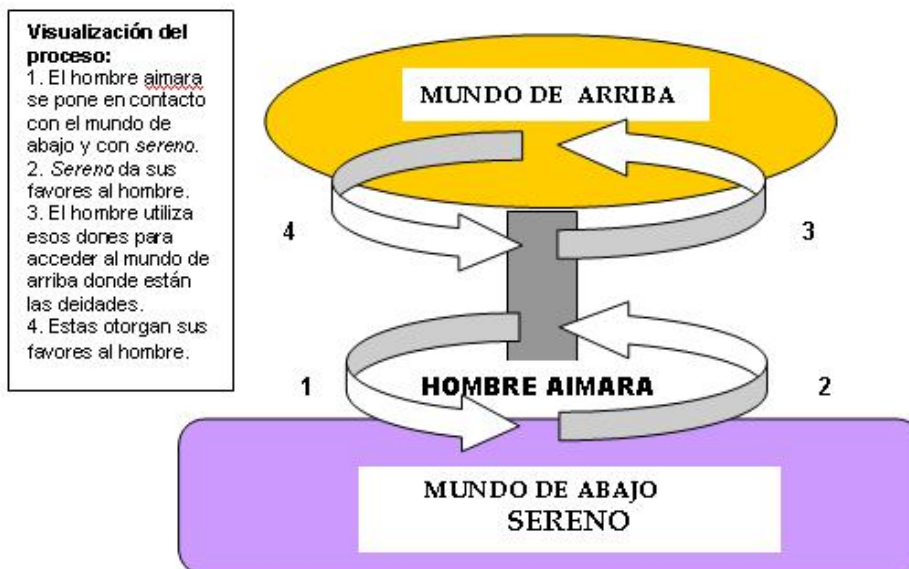 Visualización del
proceso:
1. El hombre aimara
se pone en contacto
con el mundo de
abajo y con sereno.
2. Sereno da sus
favores al hombre.
3. El hombre utiliza
esos dones para
acceder al mundo de
arriba donde están
las deidades.
4. Estas otorgan sus
favores al hombre.
MUNDO DE ARRIBA
4
3
1
HOMBRE AIMARA
2
MUNDO DE ABAJO
SERENO